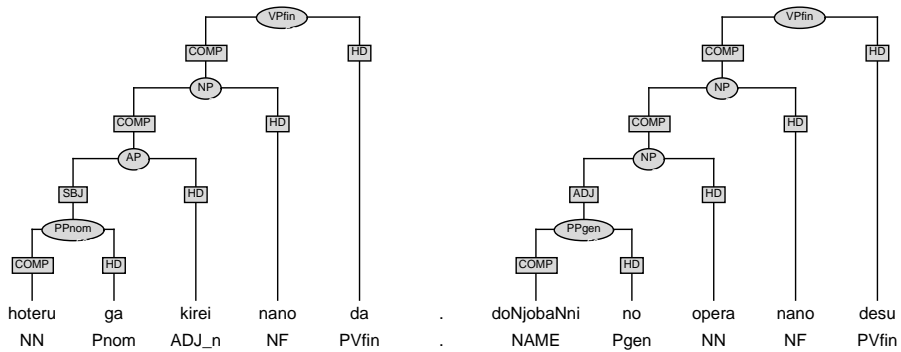 VPfin VPfin
COMP HD COMP HD
NP NP
COMP HD COMP HD
AP NP
SBJ HD ADJ HD
PPnom PPgen
COMP HD COMP HD
hoteru ga kirei nano da . doNjobaNni no opera nano desu
NN Pnom ADJ_n NF PVfin . NAME Pgen NN NF PVfin